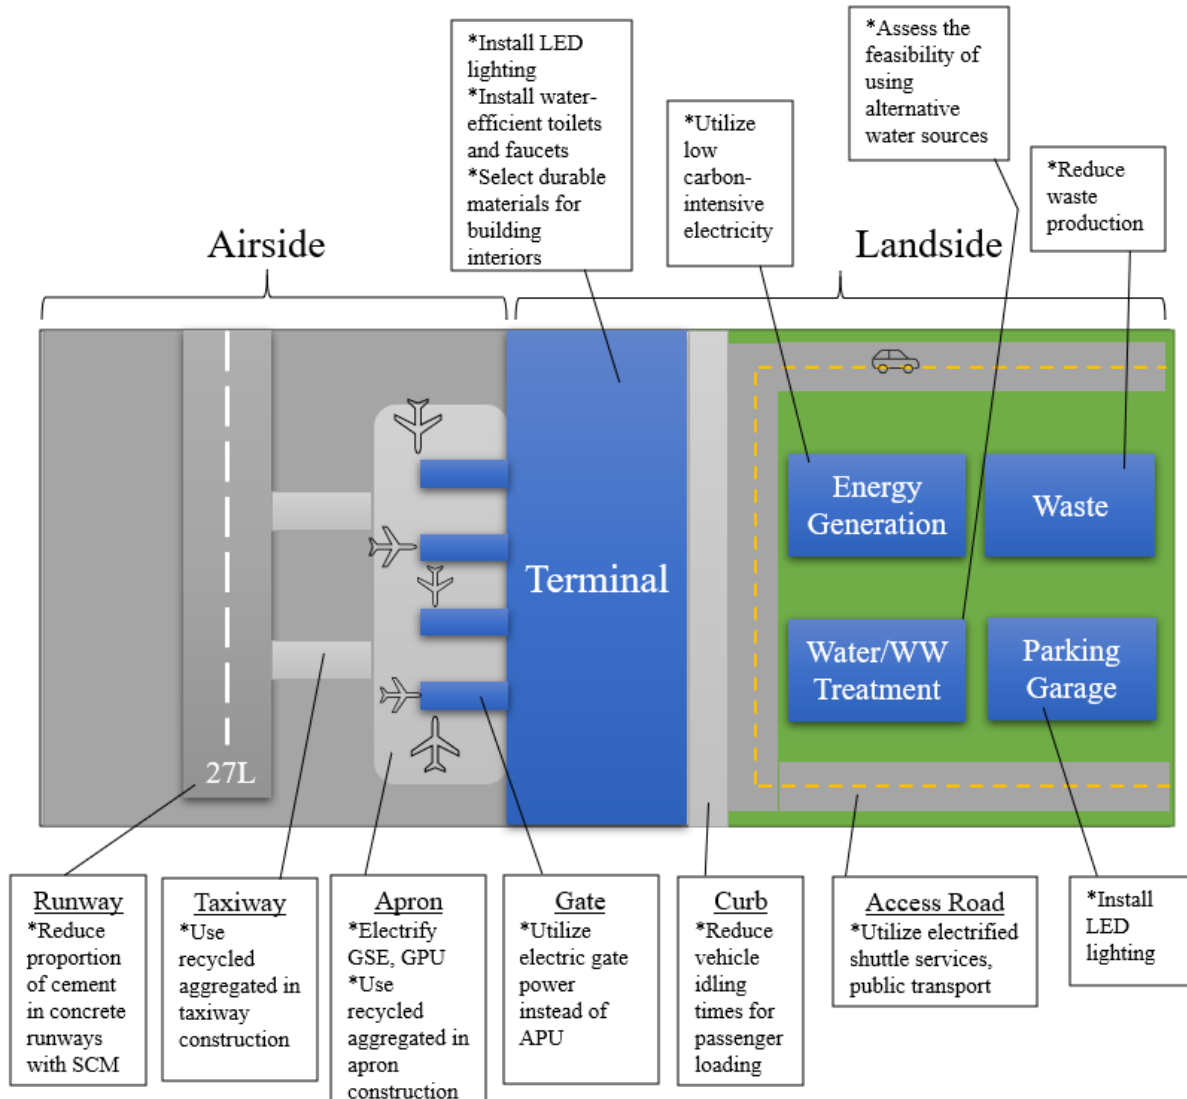 *Install LED
lighting
*Install water-
efficient toilets
and faucets
*Select durable
materials for
building
interiors
*Utilize
low
carbon-
intensive
electricity
*Assess the
feasibility of
using
alternative
water sources
*Reduce
waste
production
Airside
Landside
Energy
Generation
Waste
Terminal
Water/WW
Treatment
Parking
Garage
27L
Runway
*Reduce
proportion
of cement
in concrete
runways
with SCM
Taxiway
*Use
recycled
aggregated in
taxiway
construction
Apron
*Electrify
GSE, GPU
*Use
recycled
aggregated in
apron
construction
Gate
*Utilize
electric gate
power
instead of
APU
Curb
*Reduce
vehicle
idling
times for
passenger
loading
Access Road
*Utilize electrified
shuttle services,
public transport
*Install
LED
lighting